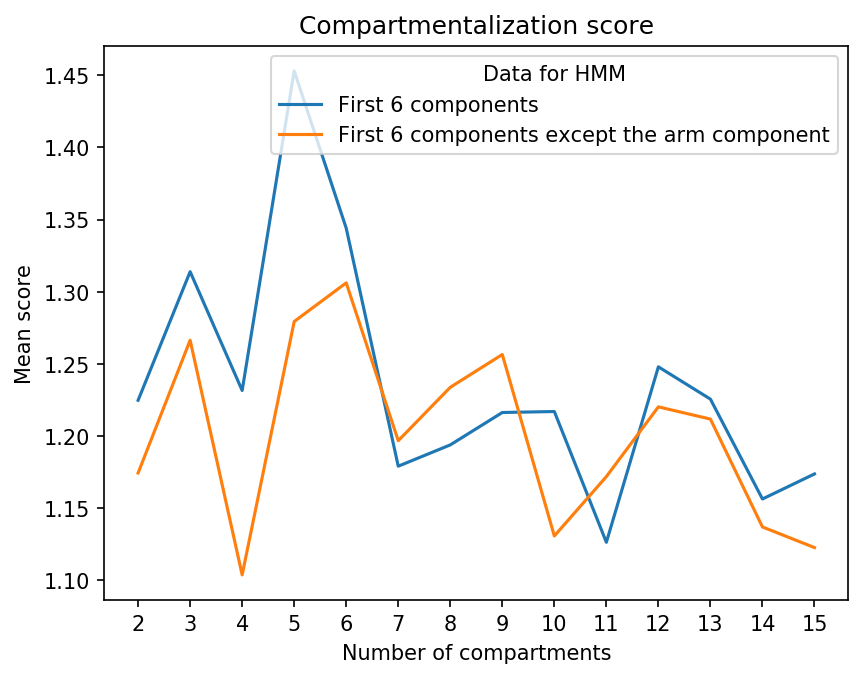 Compartmentalization score
Data for HMM
First 6 components
First 6 components except the arm component
Mean score
1.45
1.40
1.35
1.30
1.25
1.20
1.15
1.10
2 3 4 5 6 7 8 9 10 11 12 13 14 15
Number of compartments